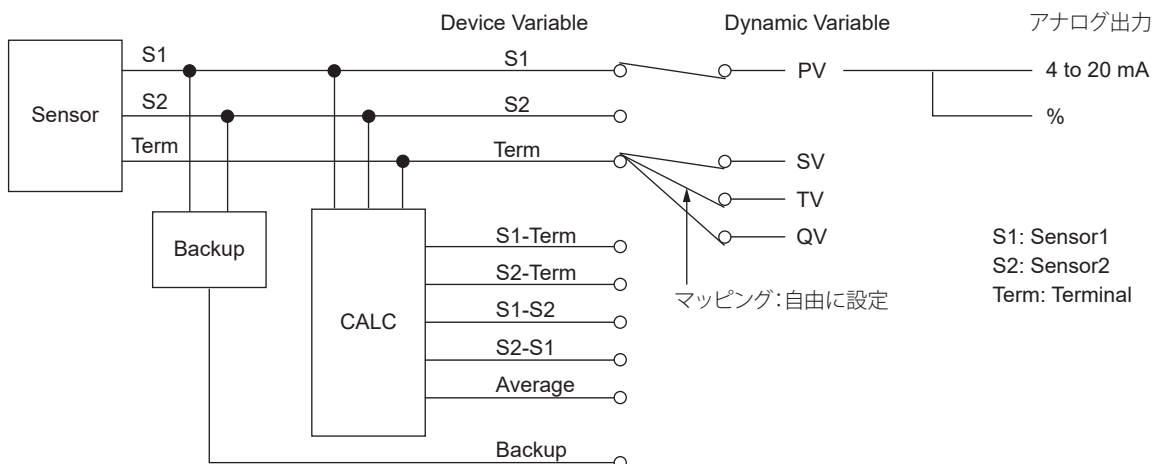 Device Variable
Dynamic Variable
アナログ出力
Sensor
S1
S1
PV
4 to 20 mA
S2
S2
%
Term
Term
SV
TV
QV
Backup
CALC
S1-Term
S2-Term
S1-S2
S2-S1
Average
Backup
マッピング：自由に設定
S1: Sensor1
S2: Sensor2
Term: Terminal